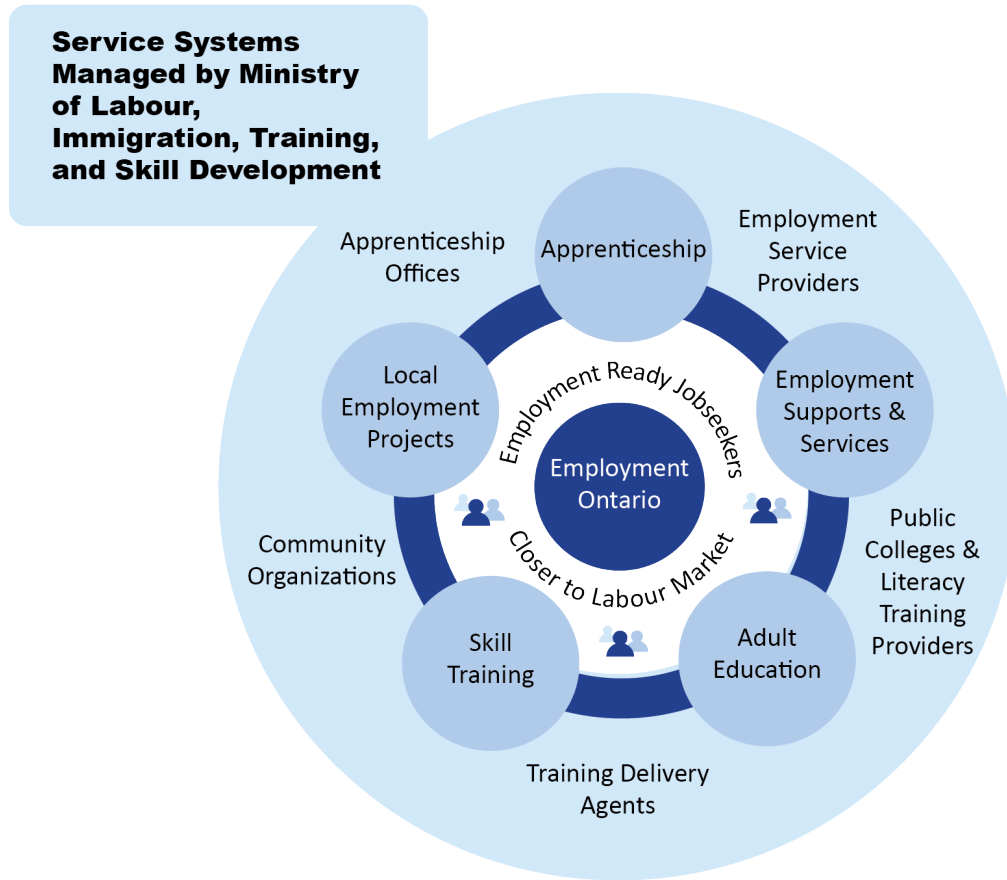 Service Systems
Managed by Ministry
of Labour,
Immigration, Training,
and Skill Development
Apprenticeship
Offices
Apprenticeship
Employment
Service
Providers
Local
Employment
Projects
Employment Ready Jobseekers
Employment
Supports &
Services
Employment
Ontario
Closer to Labour Market
Community
Organizations
Public
Colleges &
Literacy
Training
Providers
Skill
Training
Adult
Education
Training Delivery
Agents